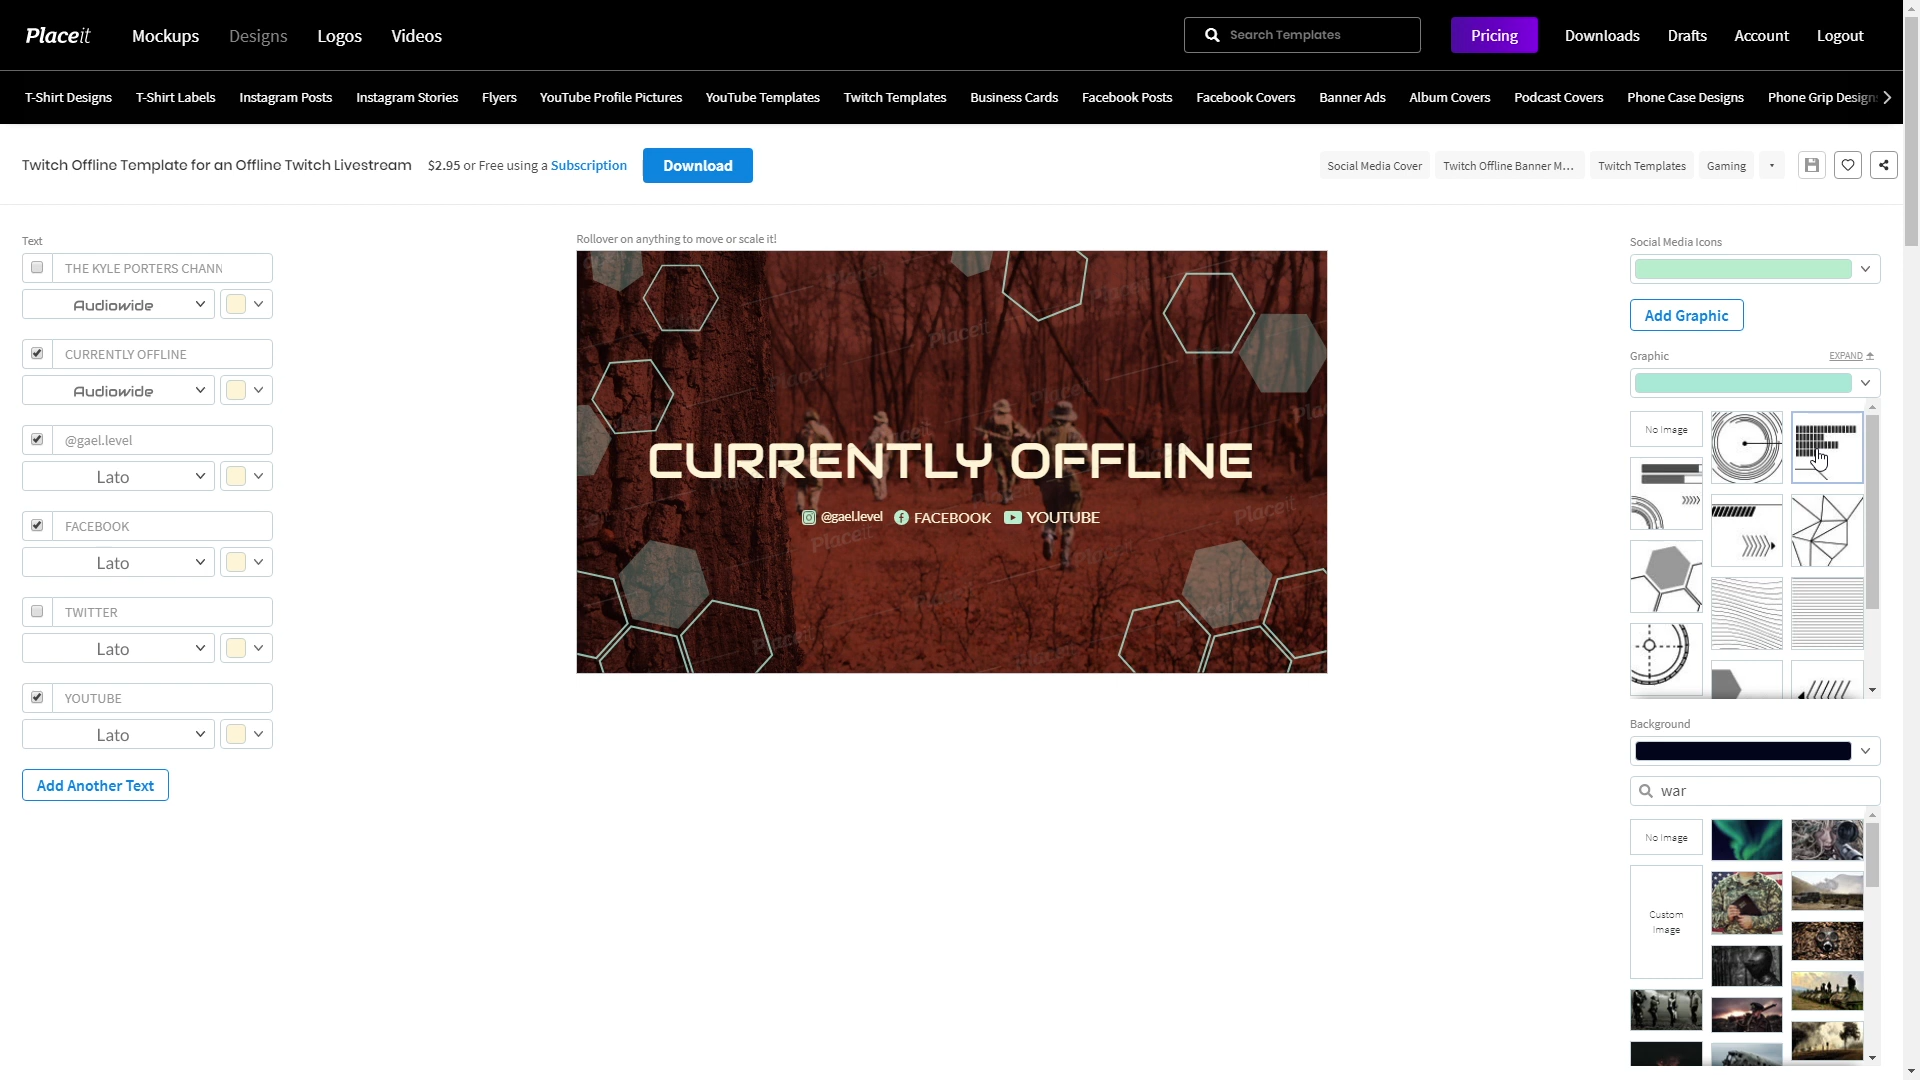 Placeit
Mockups
Designs
Logos
Videos
Search Templates
Pricing
Downloads
Drafts
Account
Logout
T-Shirt Designs
T-Shirt Labels
Instagram Posts
Instagram Stories
Flyers
YouTube Profile Pictures
YouTube Templates
Twitch Templates
Business Cards
Facebook Posts
Facebook Covers
Banner Ads
Album Covers
Podcast Covers
Phone Case Designs
Phone Grip Designs
Twitch Offline Template for an Offline Twitch Livestream
$2.95 or Free using a Subscription
Download
Social Media Cover
Twitch Offline Banner M...
Twitch Templates
Gaming
Text
THE KYLE PORTERS CHANN
Audiowide
CURRENTLY OFFLINE
Audiowide
@gael.level
Lato
FACEBOOK
Lato
TWITTER
Lato
YOUTUBE
Lato
Add Another Text
Rollover on anything to move or scale it!
CURRENTLY OFFLINE
@gael.level FACEBOOK YOUTUBE
Placeit
Placeit
Placeit
Placeit
Placeit
Social Media Icons
Add Graphic
Graphic
EXPAND
No Image
Background
war
No Image
Custom
Image